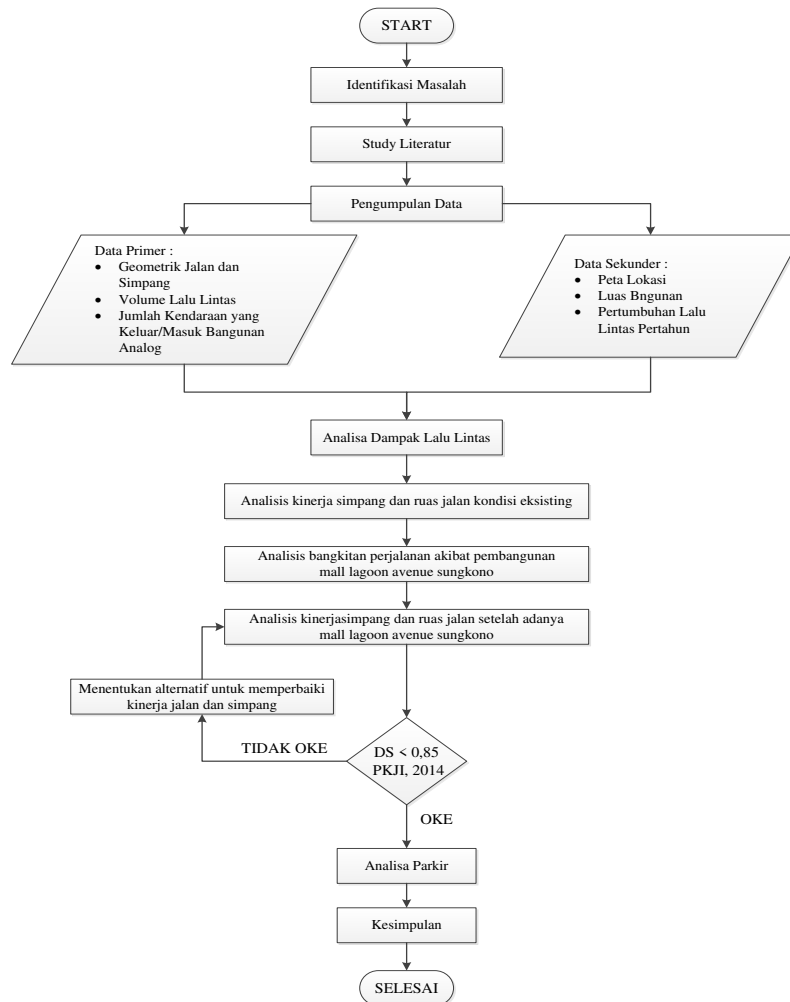 START
Identifikasi Masalah
Study Literatur
Pengumpulan Data
Data Primer :
• Geometrik Jalan dan
Simpang
• Volume Lalu Lintas
• Jumlah Kendaraan yang
Keluar/Masuk Bangunan
Analog
Data Sekunder :
• Peta Lokasi
• Luas Bngunan
• Pertumbuhan Lalu
Lintas Pertahun
Analisa Dampak Lalu Lintas
Analisis kinerja simpang dan ruas jalan kondisi eksisting
Analisis bangkitan perjalanan akibat pembangunan
mall lagoon avenue sungkono
Analisis kinerjasimpang dan ruas jalan setelah adanya
mall lagoon avenue sungkono
Menentukan alternatif untuk memperbaiki
kinerja jalan dan simpang
TIDAK OKE
DS < 0,85
PKJI, 2014
OKE
Analisa Parkir
Kesimpulan
SELESAI